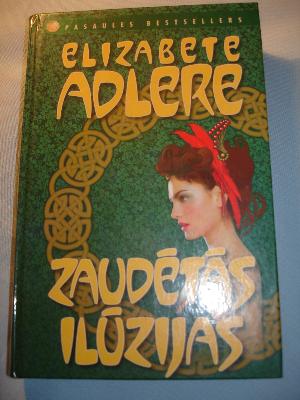 PASAULES BESTSELLERS
ELIZABETE
ADLERE
ZAUDĒTĀS
ILŪZIJAS